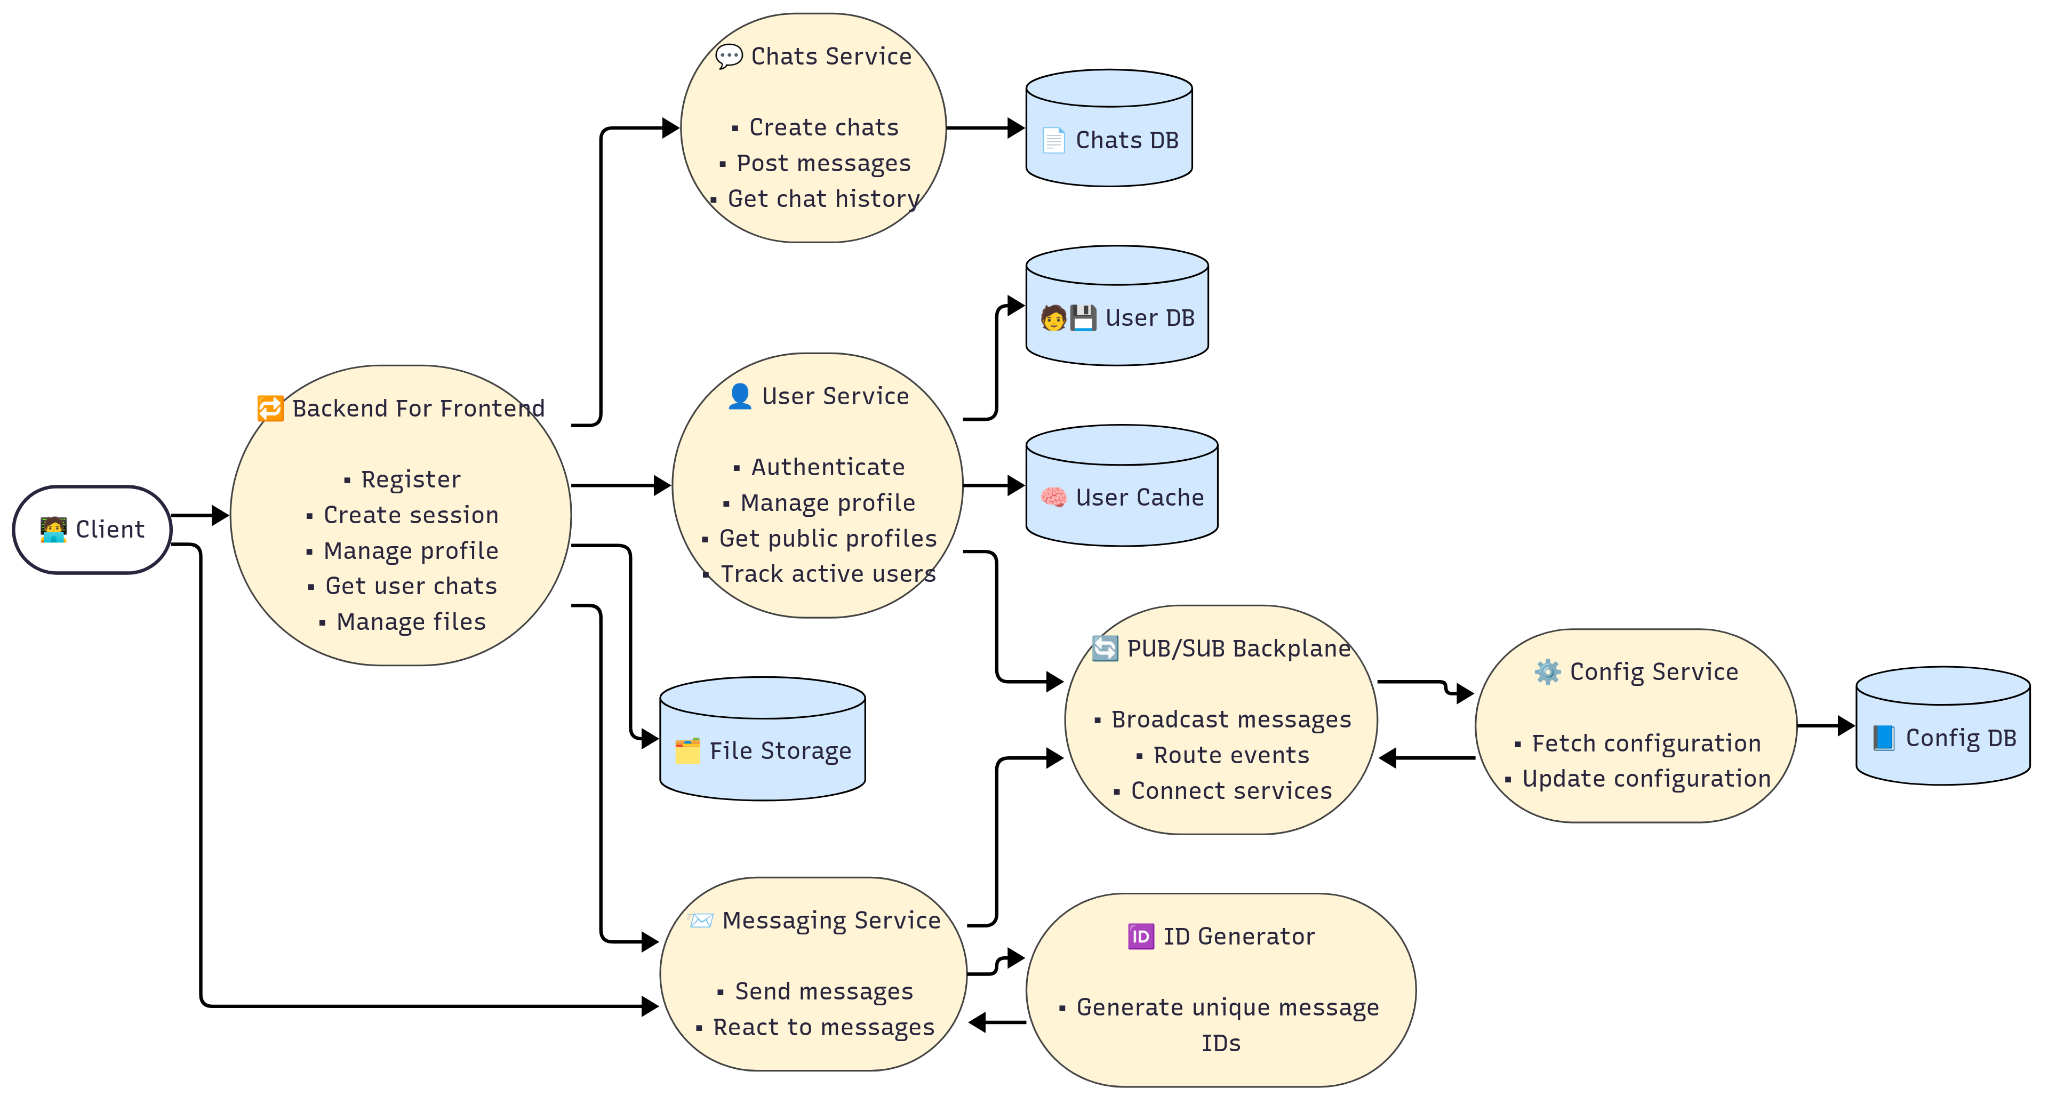 💬 Chats Service
▪ Create chats
▪ Post messages
▪ Get chat history
📄 Chats DB
🧑💾 User DB
👤 User Service
▪ Authenticate
▪ Manage profile
▪ Get public profiles
▪ Track active users
🧠 User Cache
🔁 Backend For Frontend
▪ Register
▪ Create session
▪ Manage profile
▪ Get user chats
▪ Manage files
🧑‍💻 Client
🗂️ File Storage
🔄 PUB/SUB Backplane
▪ Broadcast messages
▪ Route events
▪ Connect services
⚙️ Config Service
▪ Fetch configuration
▪ Update configuration
📘 Config DB
📨 Messaging Service
▪ Send messages
▪ React to messages
🆔 ID Generator
▪ Generate unique message
IDs